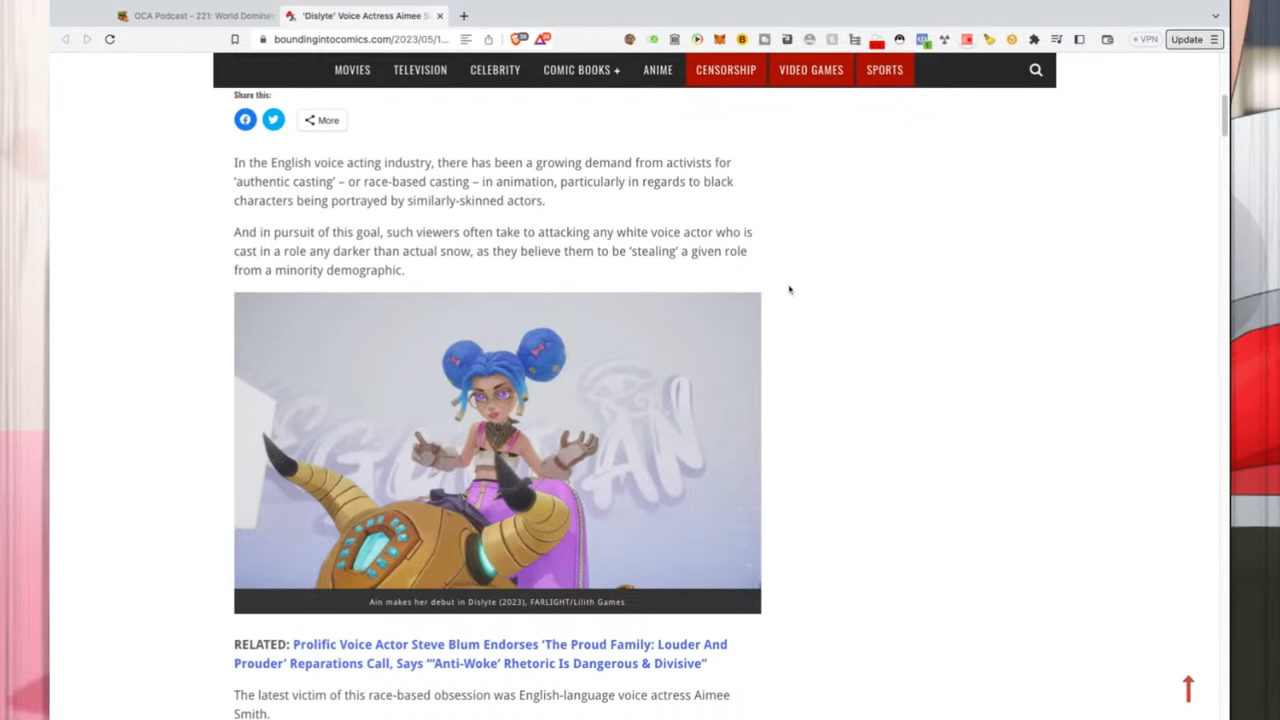 OCA Podcast - 221: World Dominat
'Dislyte' Voice Actress Aimee S
boundingintocomics.com/2023/05/1...
VPN
Update
MOVIES TELEVISION CELEBRITY COMIC BOOKS + ANIME CENSORSHIP VIDEO GAMES SPORTS
Share this:
More
In the English voice acting industry, there has been a growing demand from activists for
'authentic casting' – or race-based casting – in animation, particularly in regards to black
characters being portrayed by similarly-skinned actors.
And in pursuit of this goal, such viewers often take to attacking any white voice actor who is
cast in a role any darker than actual snow, as they believe them to be 'stealing' a given role
from a minority demographic.
Ain makes her debut in Dislyte (2023), FARLIGHT/Lilith Games
RELATED: Prolific Voice Actor Steve Blum Endorses 'The Proud Family: Louder And
Prouder' Reparations Call, Says "'Anti-Woke' Rhetoric Is Dangerous & Divisive"
The latest victim of this race-based obsession was English-language voice actress Aimee
Smith.